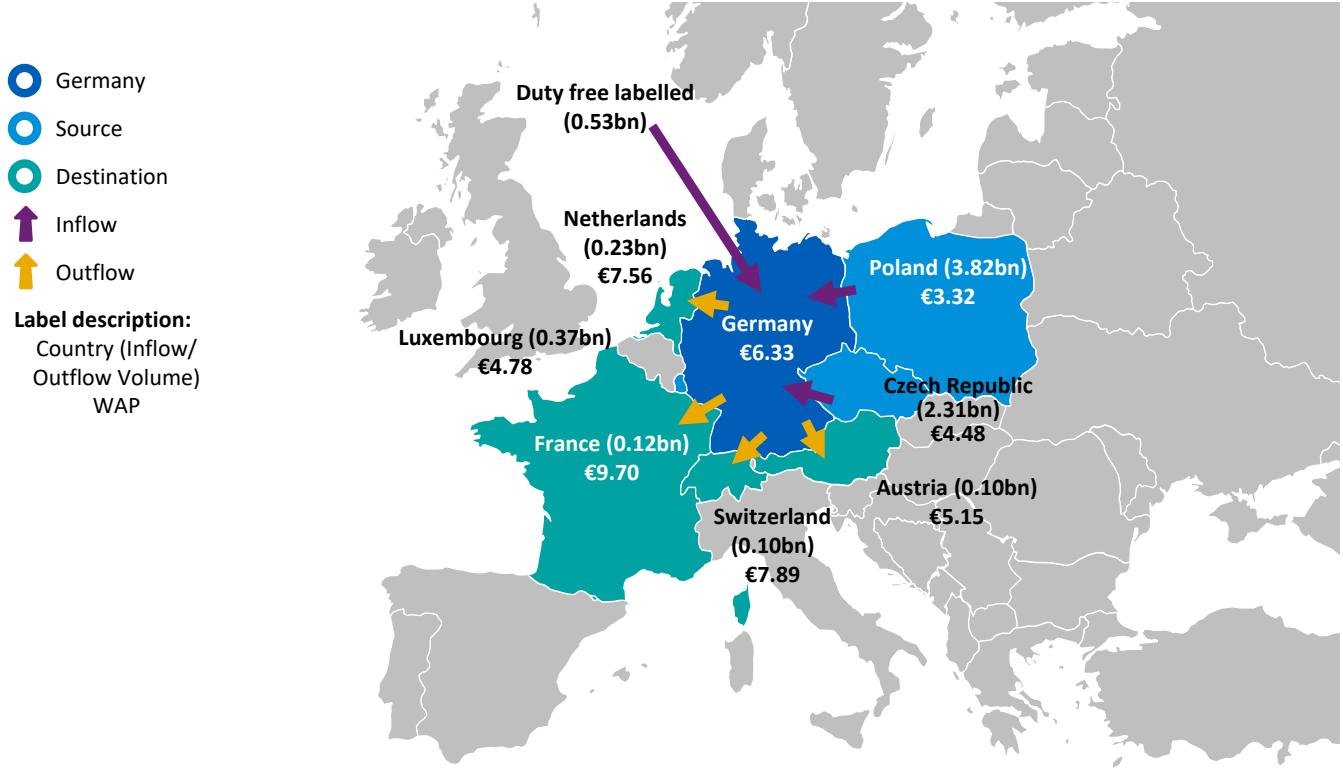 Germany
Source
Destination
Inflow
Outflow
Label description:
Country (Inflow/
Outflow Volume)
WAP
Duty free labelled
(0.53bn)
Netherlands
(0.23bn)
€7.56
Poland (3.82bn)
€3.32
Germany
€6.33
Luxembourg (0.37bn)
€4.78
Czech Republic
(2.31bn)
€4.48
France (0.12bn)
€9.70
Austria (0.10bn)
€5.15
Switzerland
(0.10bn)
€7.89